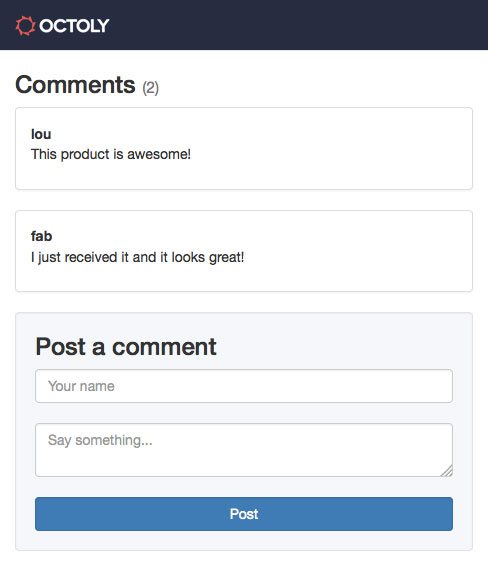 OCTOLY
Comments (2)
lou
This product is awesome!
fab
I just received it and it looks great!
Post a comment
Your name
Say something...
Post